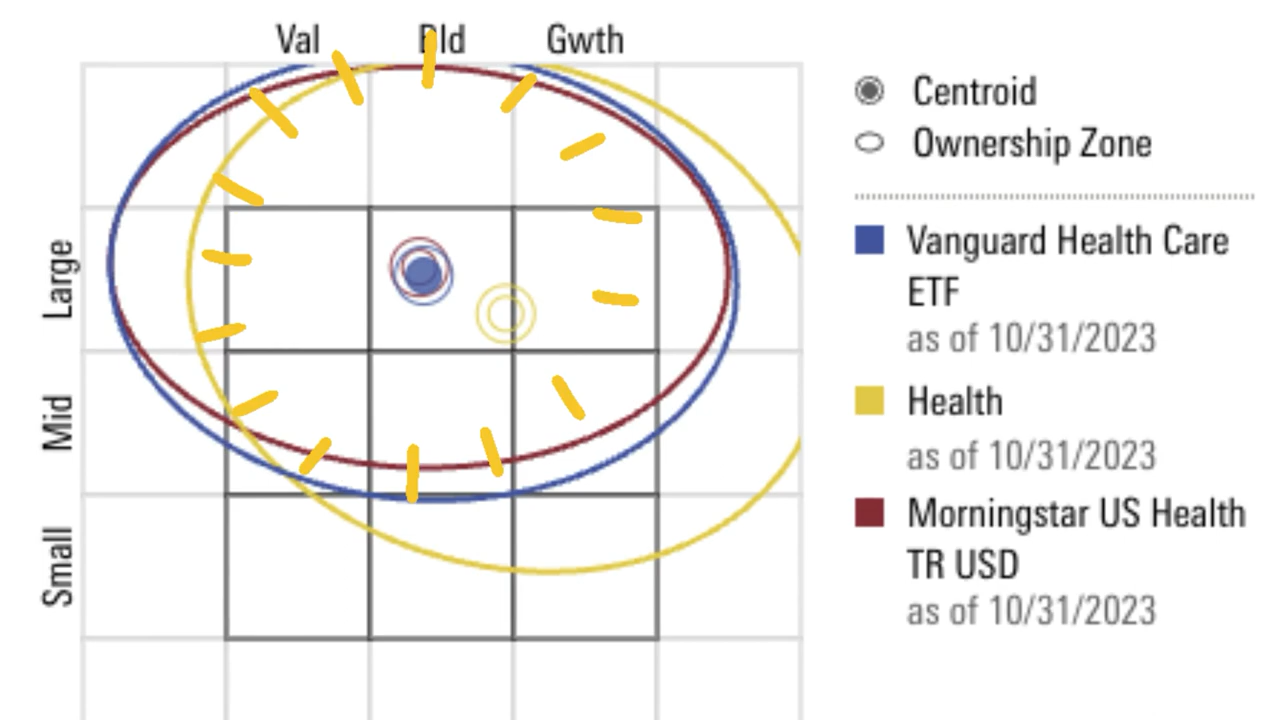 Val Bld Gwth
Large
Mid
Small
Centroid
Ownership Zone
Vanguard Health Care
ETF
as of 10/31/2023
Health
as of 10/31/2023
Morningstar US Health
TR USD
as of 10/31/2023